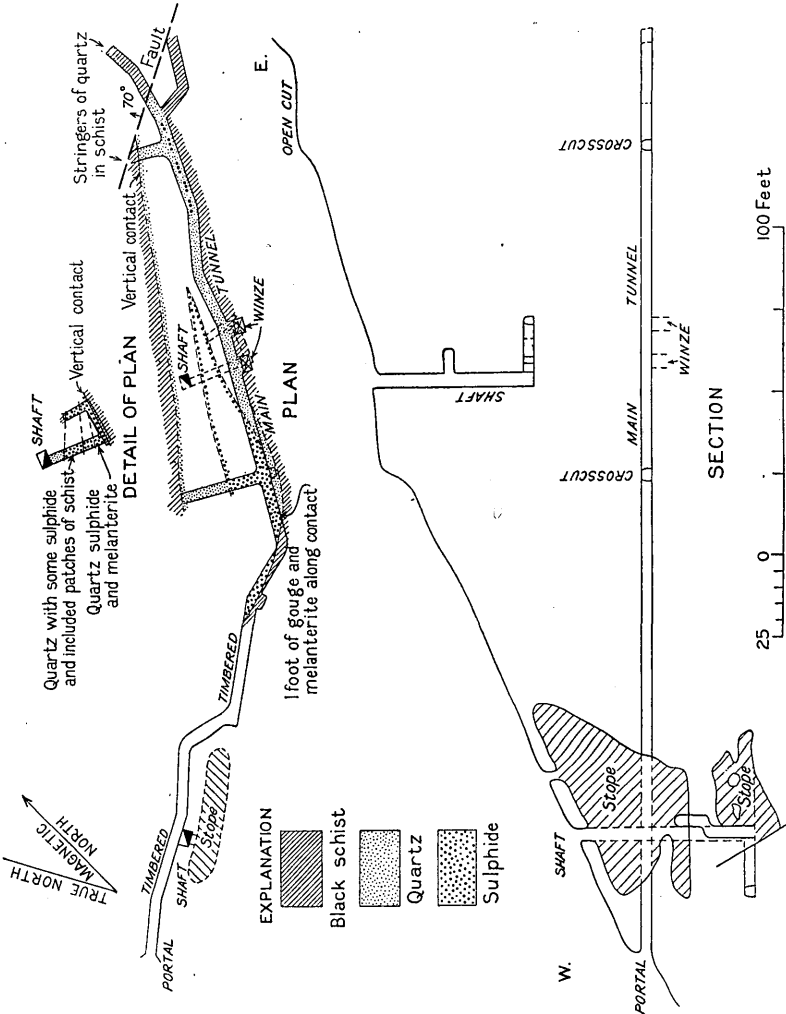 TRUE NORTH
MAGNETIC
NORTH
PORTAL
TIMBERED
SHAFT
Stope
TIMBERED
1 foot of gouge and
melanterite along contact
Quartz with some sulphide
and included patches of schist
Quartz sulphide
and melanterite
SHAFT
Vertical contact
DETAIL OF PLAN
Vertical contact
SHAFT
MAIN
TUNNEL
WINZE
PLAN
Stringers of quartz
in schist
70°
Fault
EXPLANATION
Black schist
Quartz
Sulphide
W.
E.
PORTAL
SHAFT
Stope
Stope
OPEN CUT
SHAFT
CROSSCUT
MAIN
WINZE
TUNNEL
CROSSCUT
SECTION
25
0
100 Feet